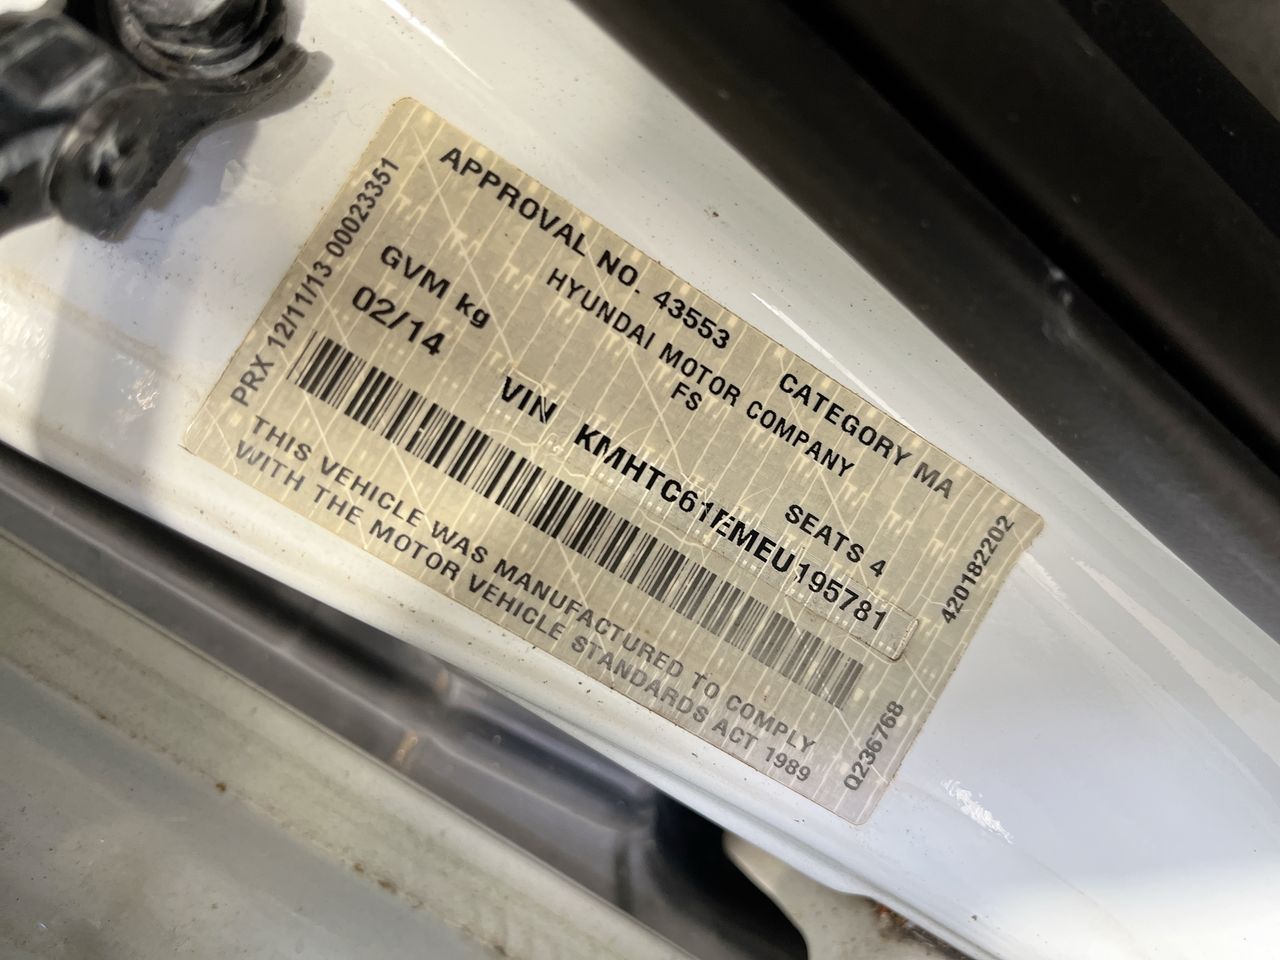 APPROVAL NO. 43553 CATEGORY MA
HYUNDAI MOTOR COMPANY
GVM kg FS SEATS 4
02/14 VIN KMHTC61EMEU195781
THIS VEHICLE WAS MANUFACTURED TO COMPLY
WITH THE MOTOR VEHICLE STANDARDS ACT 1989
PRX 12/11/13 00023351
420182202
Q236768